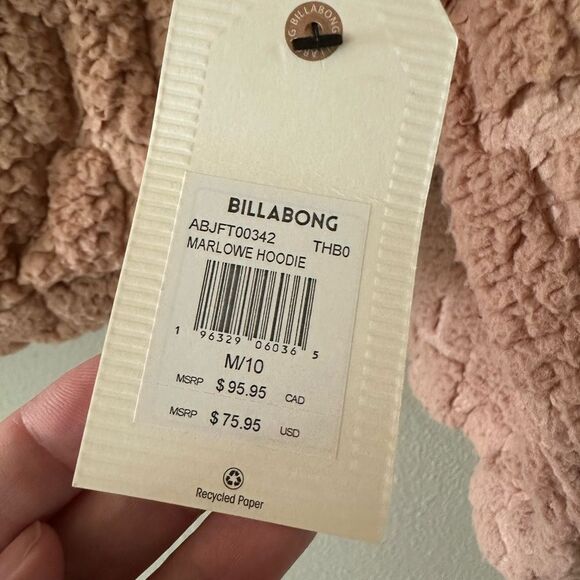 BILLABONG
BILLABONG
ABJFT00342 THB0
MARLOWE HOODIE
1 96329 06036 5
M/10
MSRP $95.95 CAD
MSRP $75.95 USD
Recycled Paper